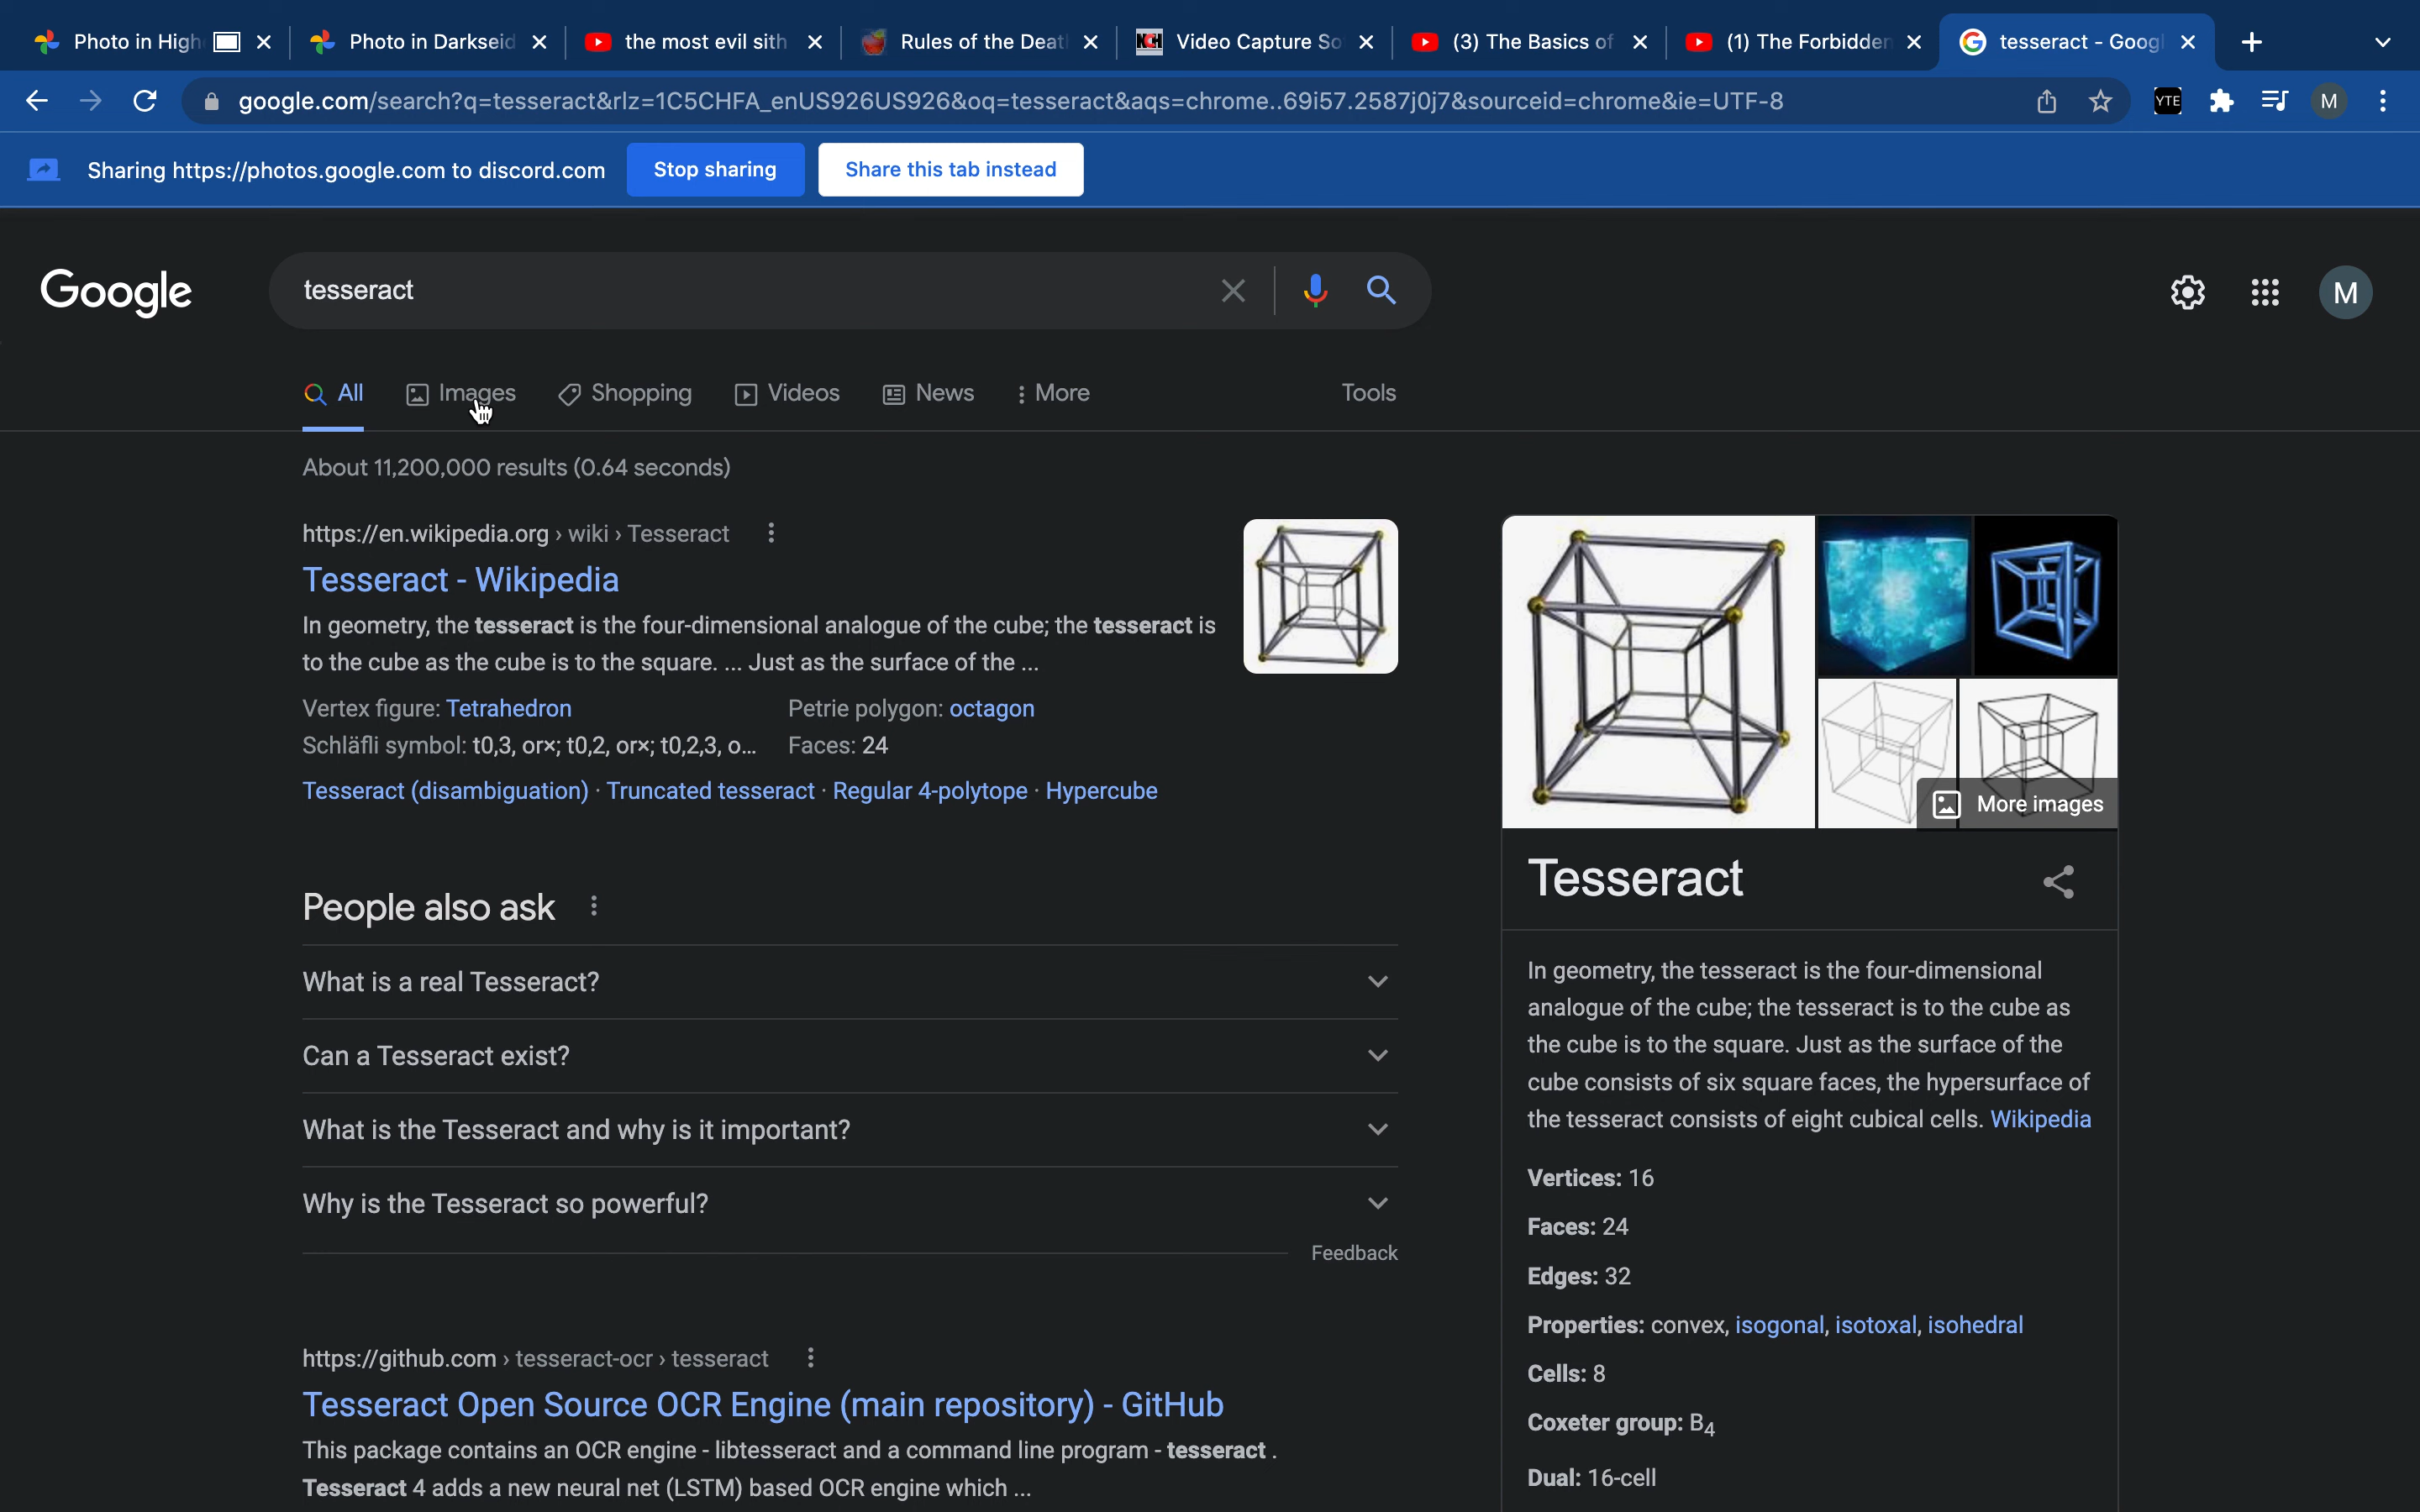 Photo in High
Photo in Darkseid
the most evil sith
Rules of the Deat
Video Capture So
(3) The Basics of
(1) The Forbidden
tesseract - Googl
google.com/search?q=tesseract&rlz=1C5CHFA_enUS926US926&oq=tesseract&aqs=chrome..69i57.2587j0j7&sourceid=chrome&ie=UTF-8
YTE
M
Sharing https://photos.google.com to discord.com
Stop sharing
Share this tab instead
Google
tesseract
M
All
Images
Shopping
Videos
News
More
Tools
About 11,200,000 results (0.64 seconds)
https://en.wikipedia.org › wiki › Tesseract
Tesseract - Wikipedia
In geometry, the tesseract is the four-dimensional analogue of the cube; the tesseract is
to the cube as the cube is to the square. ... Just as the surface of the ...
Vertex figure: Tetrahedron
Petrie polygon: octagon
Schläfli symbol: t0,3, or×; t0,2, or×; t0,2,3, o...
Faces: 24
Tesseract (disambiguation) · Truncated tesseract · Regular 4-polytope · Hypercube
People also ask
What is a real Tesseract?
Can a Tesseract exist?
What is the Tesseract and why is it important?
Why is the Tesseract so powerful?
Feedback
https://github.com › tesseract-ocr › tesseract
Tesseract Open Source OCR Engine (main repository) - GitHub
This package contains an OCR engine - libtesseract and a command line program - tesseract .
Tesseract 4 adds a new neural net (LSTM) based OCR engine which ...
More images
Tesseract
In geometry, the tesseract is the four-dimensional
analogue of the cube; the tesseract is to the cube as
the cube is to the square. Just as the surface of the
cube consists of six square faces, the hypersurface of
the tesseract consists of eight cubical cells. Wikipedia
Vertices: 16
Faces: 24
Edges: 32
Properties: convex, isogonal, isotoxal, isohedral
Cells: 8
Coxeter group: B4
Dual: 16-cell